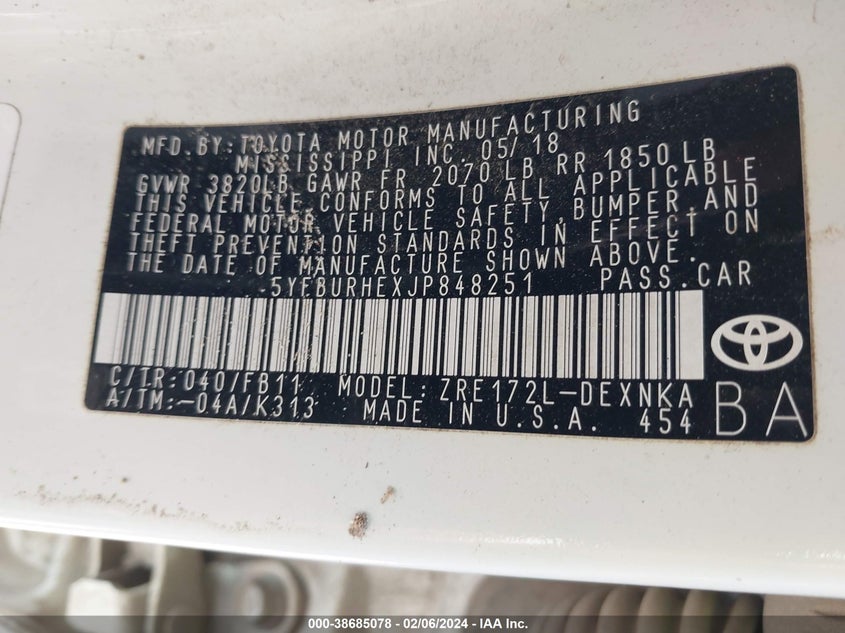 MFD. BY: TOYOTA MOTOR MANUFACTURING
MISSISSIPPI INC. 05/18
GVWR 3820LB GAWR FR 2070 LB RR 1850 LB
THIS VEHICLE CONFORMS TO ALL APPLICABLE
FEDERAL MOTOR VEHICLE SAFETY, BUMPER AND
THEFT PREVENTION STANDARDS IN EFFECT ON
THE DATE OF MANUFACTURE SHOWN ABOVE.
5YFBURHEXJP848251 PASS.CAR
C/TR: 040/FB11 MODEL: ZRE172L-DEXNKA
A/TM: -04A/K313 MADE IN U.S.A. 454 BA
000-38685078 - 02/06/2024 - IAA Inc.